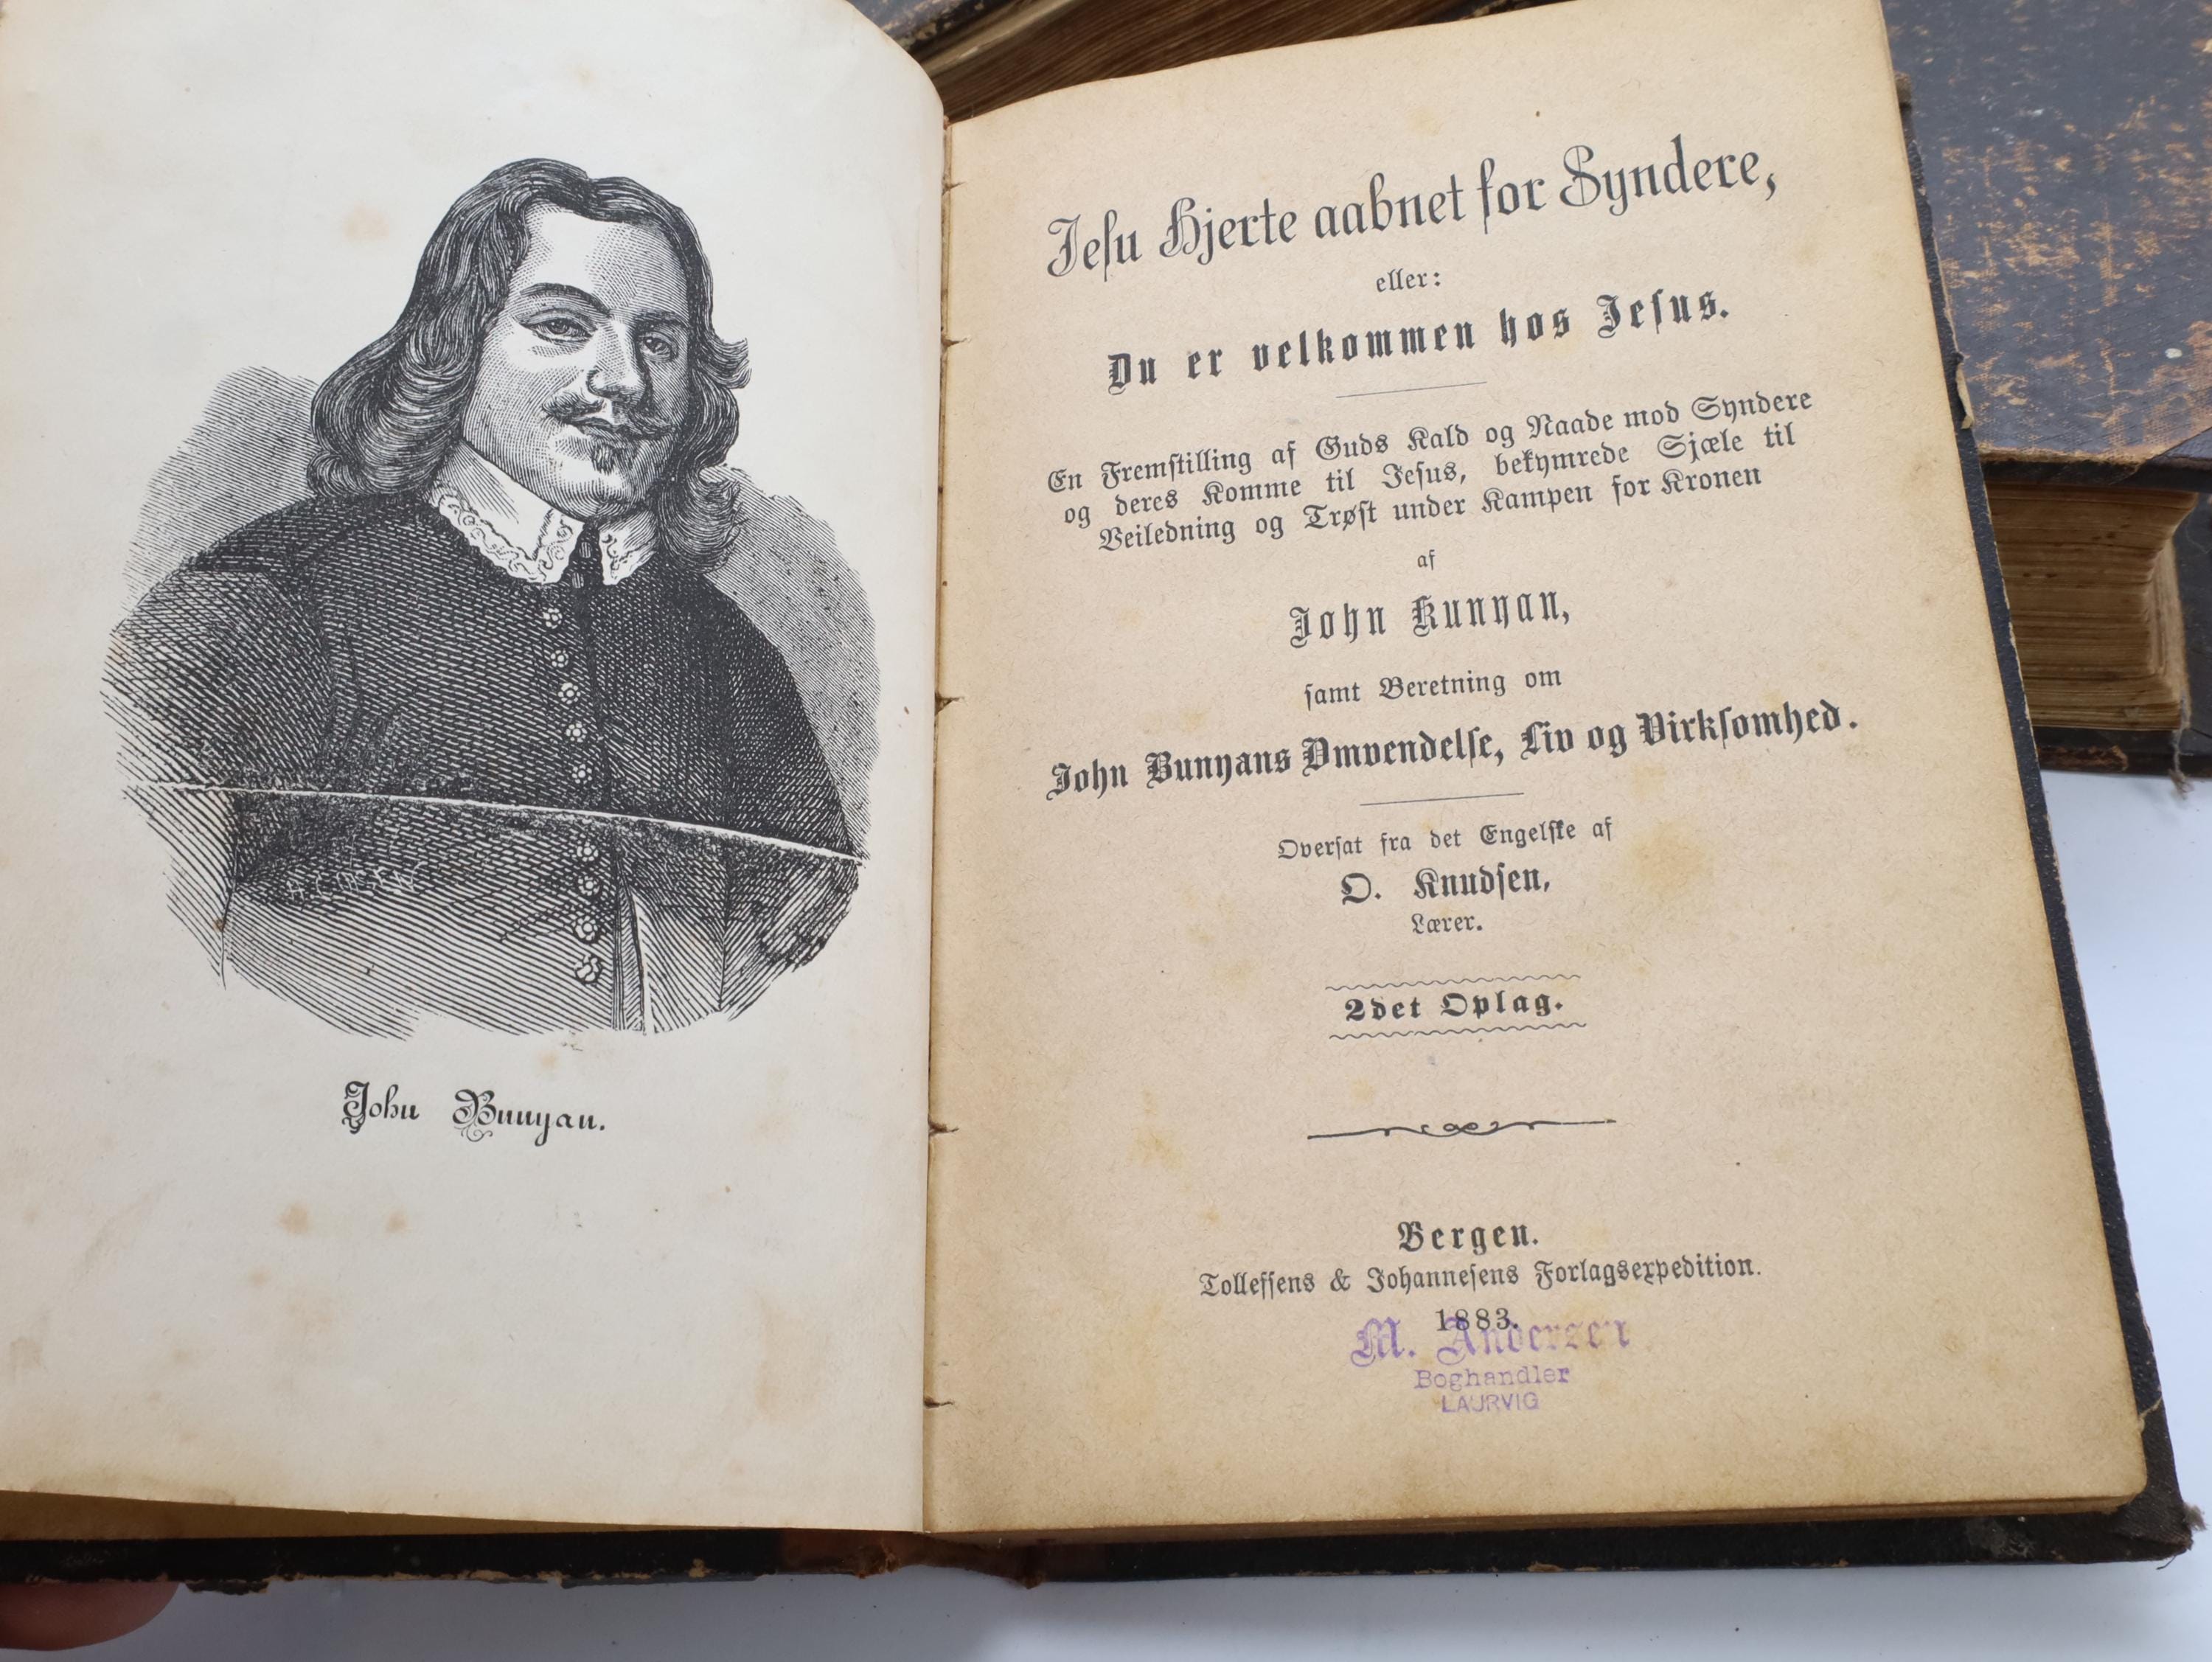 John Bunyan.
Jesu Hjerte aabnet for Syndere,
eller:
Du er velkommen hos Jesus.
En Fremstilling af Guds Kald og Naade mod Syndere
og deres Komme til Jesus, bekymrede Sjæle til
Veiledning og Trøst under Kampen for Kronen
af
John Bunyan,
samt Beretning om
John Bunyans Omvendelse, Liv og Virksomhed.
Oversat fra det Engelske af
O. Knudsen,
Lærer.
2det Oplag.
Bergen.
Tollefsens & Johannesens Forlagsexpedition.
1883.
M. Andersen
Boghandler
LAURVIG